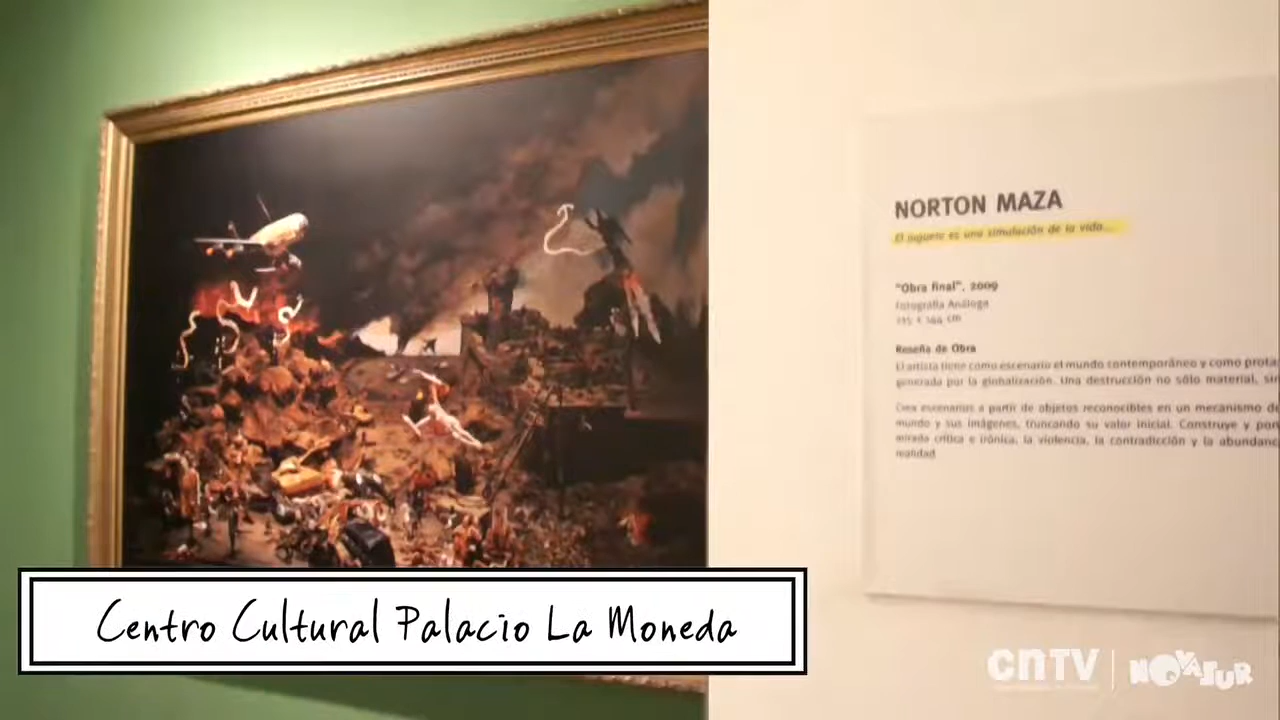 NORTON MAZA
El juguete es una simulación de la vida...
"Obra final", 2009
Fotografía Análoga
cm
Reseña de Obra
El artista tiene como escenario el mundo contemporáneo y como prota
generada por la globalización. Una destrucción no sólo material, sin
Crea escenarios a partir de objetos reconocibles en un mecanismo de
mundo y sus imágenes, truncando su valor inicial. Construye y pon
mirada crítica e irónica, la violencia, la contradicción y la abundanc
realidad.
Centro Cultural Palacio La Moneda
cnTV
NOVASUR